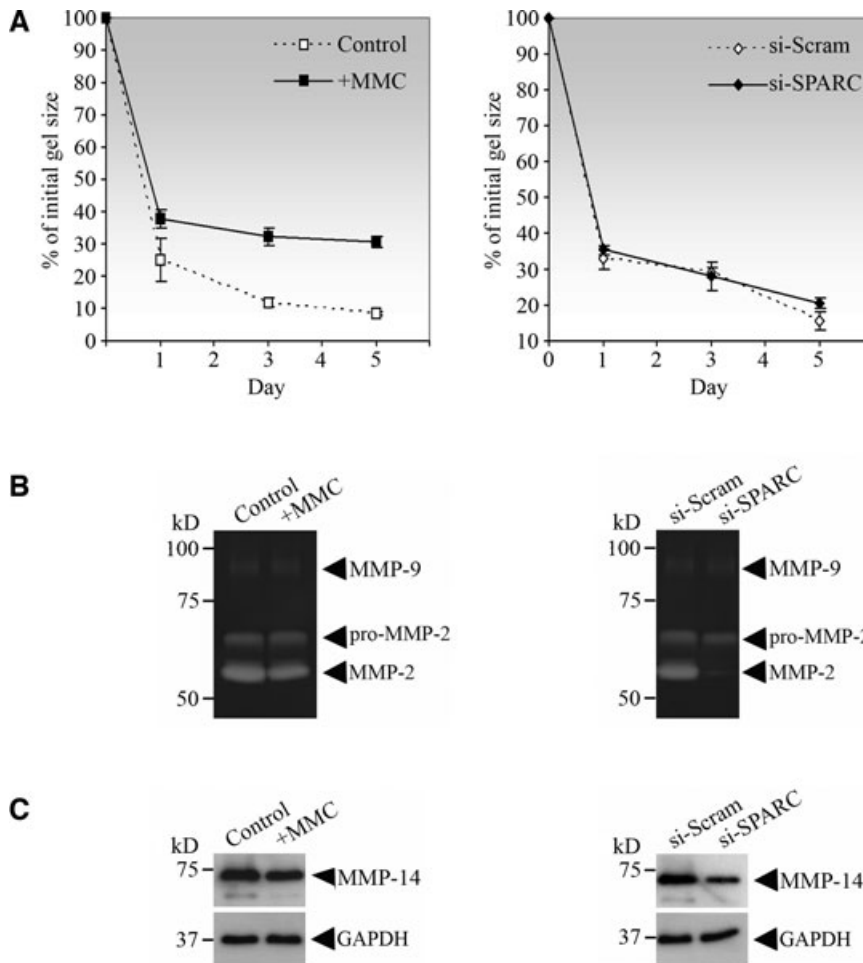 A
% of initial gel size
100
90
80
70
60
50
40
30
20
10
0
Control
+MMC
1 2 3 4 5
Day
% of initial gel size
100
90
80
70
60
50
40
30
20
10
si-Scram
si-SPARC
0 1 2 3 4 5
Day
B
kD
Control
+MMC
100
75
50
MMP-9
pro-MMP-2
MMP-2
kD
si-Scram
si-SPARC
100
75
50
MMP-9
pro-MMP-2
MMP-2
C
kD
Control
+MMC
75
MMP-14
37
GAPDH
kD
si-Scram
si-SPARC
75
MMP-14
37
GAPDH